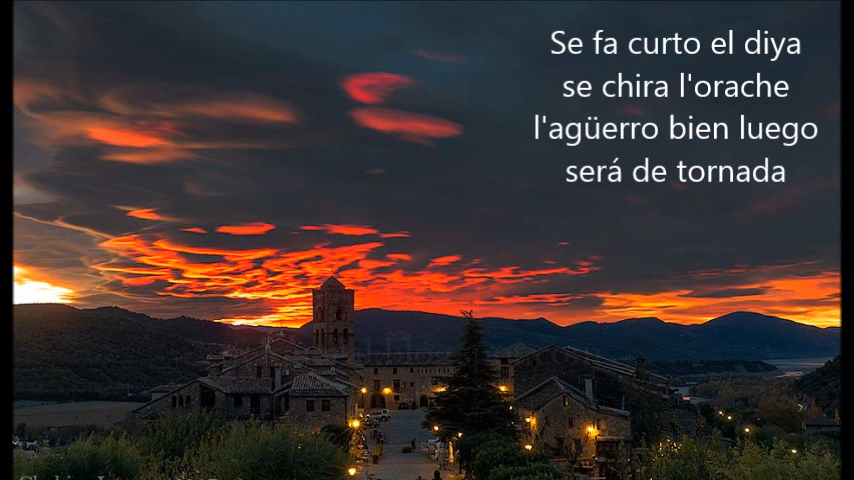 Se fa curto el diya
se chira l'orache
l'agüerro bien luego
será de tornada